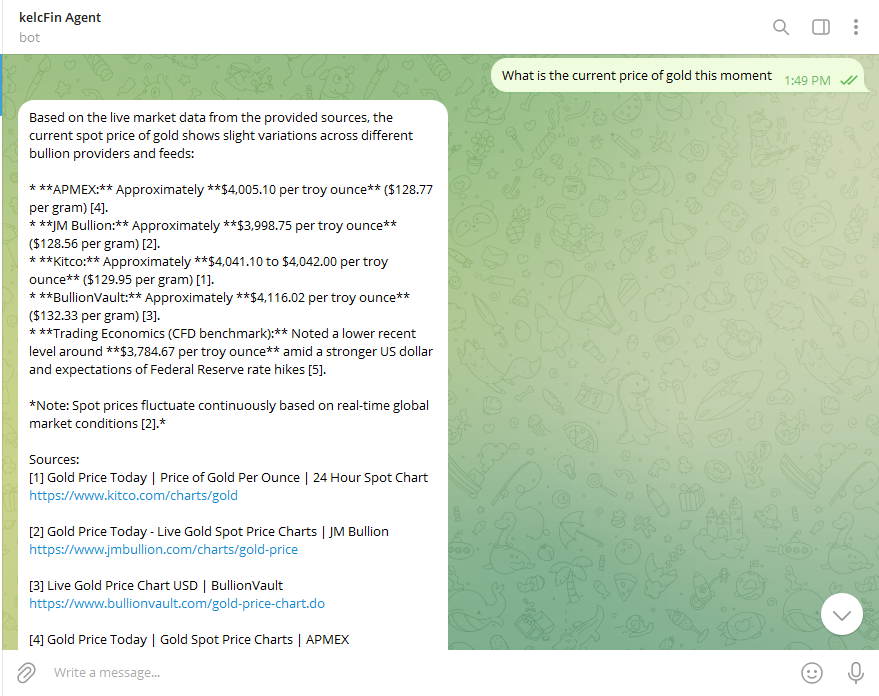 kelcFin Agent
bot
What is the current price of gold this moment 1:49 PM
Based on the live market data from the provided sources, the
current spot price of gold shows slight variations across different
bullion providers and feeds:
* **APMEX:** Approximately **$4,005.10 per troy ounce** ($128.77
per gram) [4].
* **JM Bullion:** Approximately **$3,998.75 per troy ounce**
($128.56 per gram) [2].
* **Kitco:** Approximately **$4,041.10 to $4,042.00 per troy
ounce** ($129.95 per gram) [1].
* **BullionVault:** Approximately **$4,116.02 per troy ounce**
($132.33 per gram) [3].
* **Trading Economics (CFD benchmark):** Noted a lower recent
level around **$3,784.67 per troy ounce** amid a stronger US dollar
and expectations of Federal Reserve rate hikes [5].
*Note: Spot prices fluctuate continuously based on real-time global
market conditions [2].*
Sources:
[1] Gold Price Today | Price of Gold Per Ounce | 24 Hour Spot Chart
https://www.kitco.com/charts/gold
[2] Gold Price Today - Live Gold Spot Price Charts | JM Bullion
https://www.jmbullion.com/charts/gold-price
[3] Live Gold Price Chart USD | BullionVault
https://www.bullionvault.com/gold-price-chart.do
[4] Gold Price Today | Gold Spot Price Charts | APMEX
Write a message...